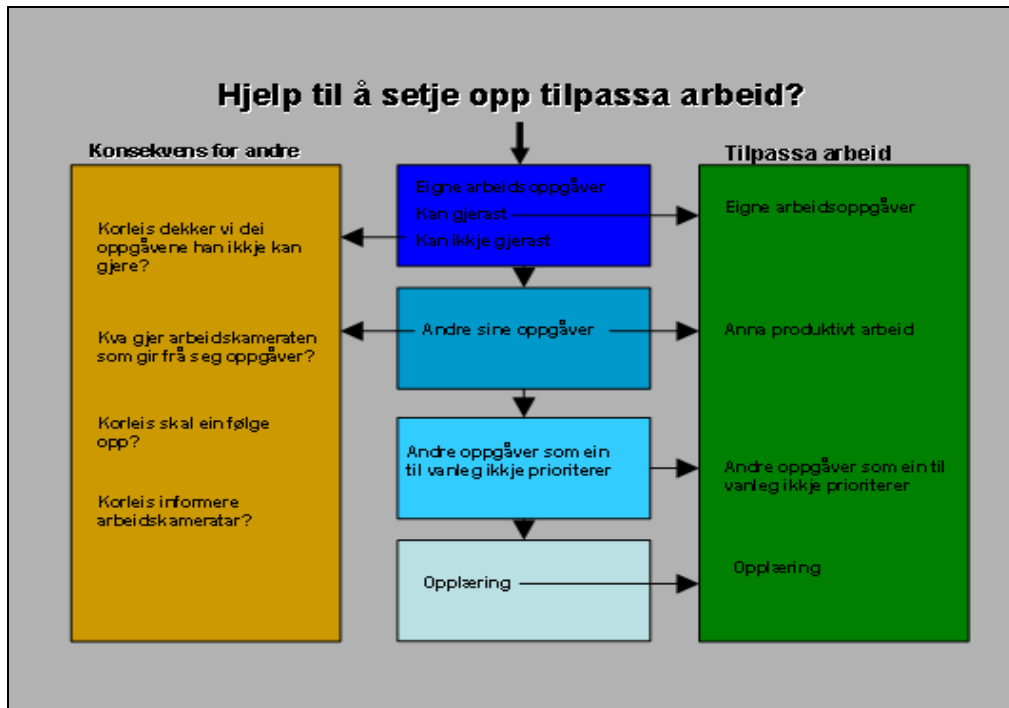 Hjelp til å setje opp tilpassa arbeid?
Konsekvens for andre
Korleis dekker vi dei
oppgåvene han ikkje kan
gjere?
Kva gjer arbeidskameraten
som gir frå seg oppgåver?
Korleis skal ein følge
opp?
Korleis informere
arbeidskameratar?
Eigne arbeidsoppgåver
Kan gjerast
Kan ikkje gjerast
Andre sine oppgåver
Andre oppgåver som ein
til vanleg ikkje prioriterer
Opplæring
Tilpassa arbeid
Eigne arbeidsoppgåver
Anna produktivt arbeid
Andre oppgåver som ein til
vanleg ikkje prioriterer
Opplæring